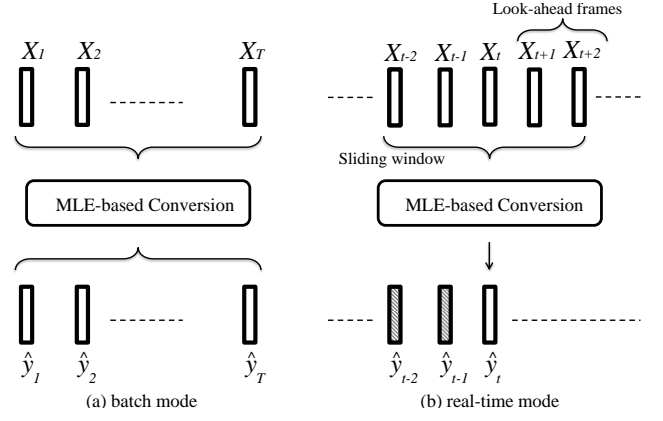 Look-ahead frames
X1 X2 XT
Xt-2 Xt-1 Xt Xt+1 Xt+2
Sliding window
MLE-based Conversion
MLE-based Conversion
ŷ1 ŷ2 ŷT
ŷt-2 ŷt-1 ŷt
(a) batch mode
(b) real-time mode